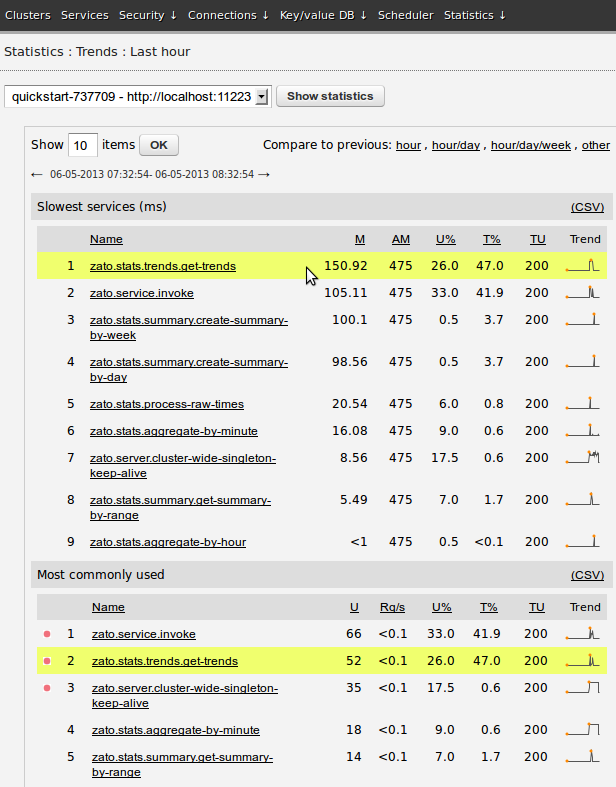 Clusters Services Security ↓ Connections ↓ Key/value DB ↓ Scheduler Statistics ↓
Statistics : Trends : Last hour
quickstart-737709 - http://localhost:11223 Show statistics
Show 10 items OK Compare to previous: hour , hour/day , hour/day/week , other
← 06-05-2013 07:32:54- 06-05-2013 08:32:54 →
Slowest services (ms) (CSV)
Name M AM U% T% TU Trend
1 zato.stats.trends.get-trends 150.92 475 26.0 47.0 200
2 zato.service.invoke 105.11 475 33.0 41.9 200
3 zato.stats.summary.create-summary- 100.1 475 0.5 3.7 200
by-week
4 zato.stats.summary.create-summary- 98.56 475 0.5 3.7 200
by-day
5 zato.stats.process-raw-times 20.54 475 6.0 0.8 200
6 zato.stats.aggregate-by-minute 16.08 475 9.0 0.6 200
7 zato.server.cluster-wide-singleton- 8.56 475 17.5 0.6 200
keep-alive
8 zato.stats.summary.get-summary- 5.49 475 7.0 1.7 200
by-range
9 zato.stats.aggregate-by-hour <1 475 0.5 <0.1 200
Most commonly used (CSV)
Name U Rq/s U% T% TU Trend
1 zato.service.invoke 66 <0.1 33.0 41.9 200
2 zato.stats.trends.get-trends 52 <0.1 26.0 47.0 200
3 zato.server.cluster-wide-singleton- 35 <0.1 17.5 0.6 200
keep-alive
4 zato.stats.aggregate-by-minute 18 <0.1 9.0 0.6 200
5 zato.stats.summary.get-summary- 14 <0.1 7.0 1.7 200
by-range